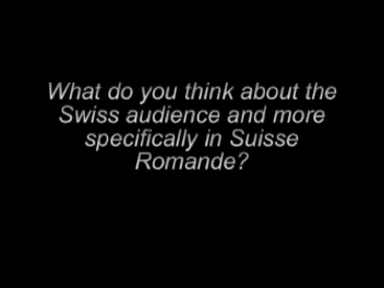 What do you think about the
Swiss audience and more
specifically in Suisse
Romande?